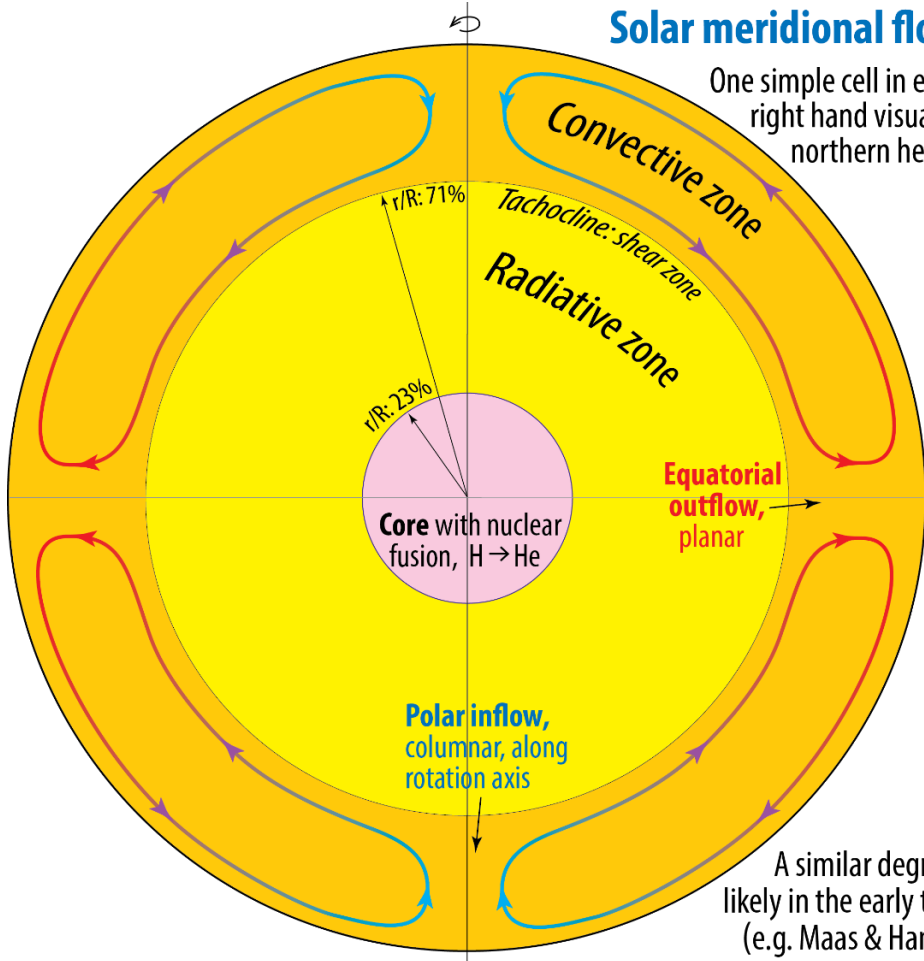 Solar meridional flo
One simple cell in e
right hand visua
northern he
Convective zone
r/R: 71%
Tachocline: shear zone
Radiative zone
r/R: 23%
Equatorial
outflow,
planar
Core with nuclear
fusion, H → He
Polar inflow,
columnar, along
rotation axis
A similar degr
likely in the early t
(e.g. Maas & Han